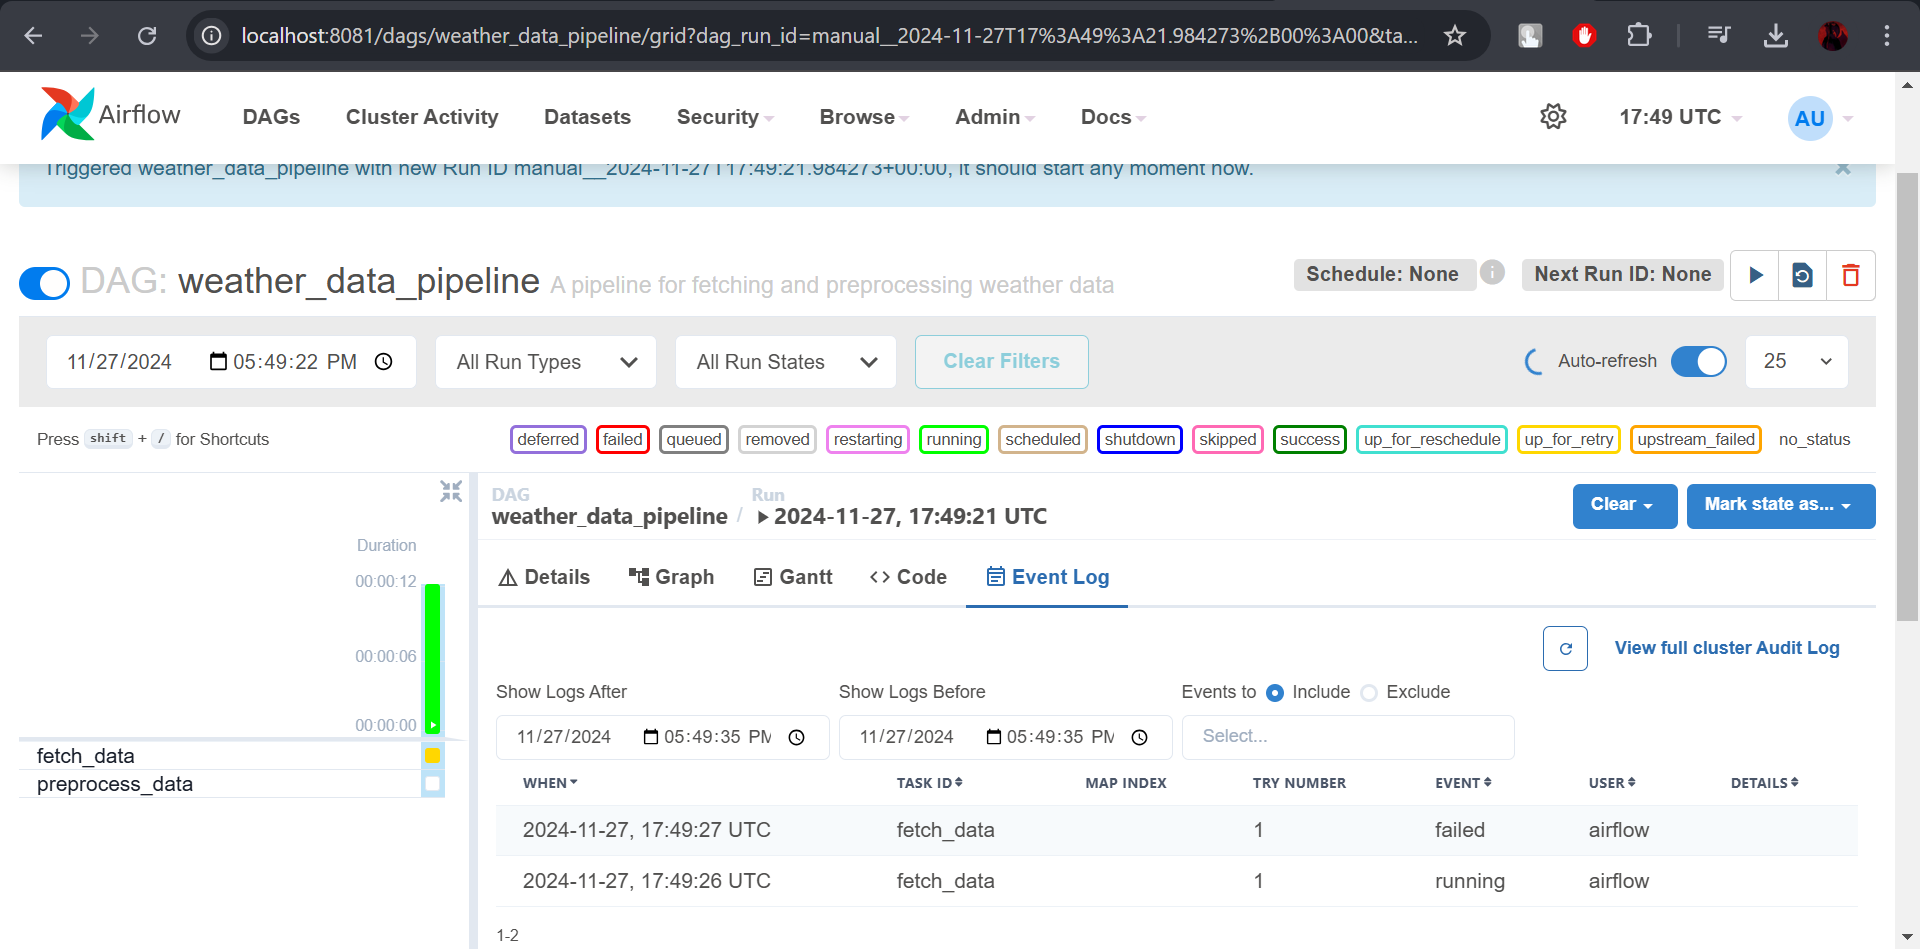 localhost:8081/dags/weather_data_pipeline/grid?dag_run_id=manual__2024-11-27T17%3A49%3A21.984273%2B00%3A00&ta...
Airflow DAGs Cluster Activity Datasets Security Browse Admin Docs 17:49 UTC AU
Triggered weather_data_pipeline with new Run ID manual__2024-11-27T17:49:21.984273+00:00, it should start any moment now. ×
DAG: weather_data_pipeline A pipeline for fetching and preprocessing weather data Schedule: None i Next Run ID: None
11/27/2024 05:49:22 PM All Run Types All Run States Clear Filters Auto-refresh 25
Press shift + / for Shortcuts deferred failed queued removed restarting running scheduled shutdown skipped success up_for_reschedule up_for_retry upstream_failed no_status
DAG Run
weather_data_pipeline / 2024-11-27, 17:49:21 UTC Clear Mark state as...
Duration
00:00:12
00:00:06
00:00:00
fetch_data
preprocess_data
Details Graph Gantt Code Event Log
View full cluster Audit Log
Show Logs After Show Logs Before Events to Include Exclude
11/27/2024 05:49:35 PM 11/27/2024 05:49:35 PM Select...
WHEN TASK ID MAP INDEX TRY NUMBER EVENT USER DETAILS
2024-11-27, 17:49:27 UTC fetch_data 1 failed airflow
2024-11-27, 17:49:26 UTC fetch_data 1 running airflow
1-2